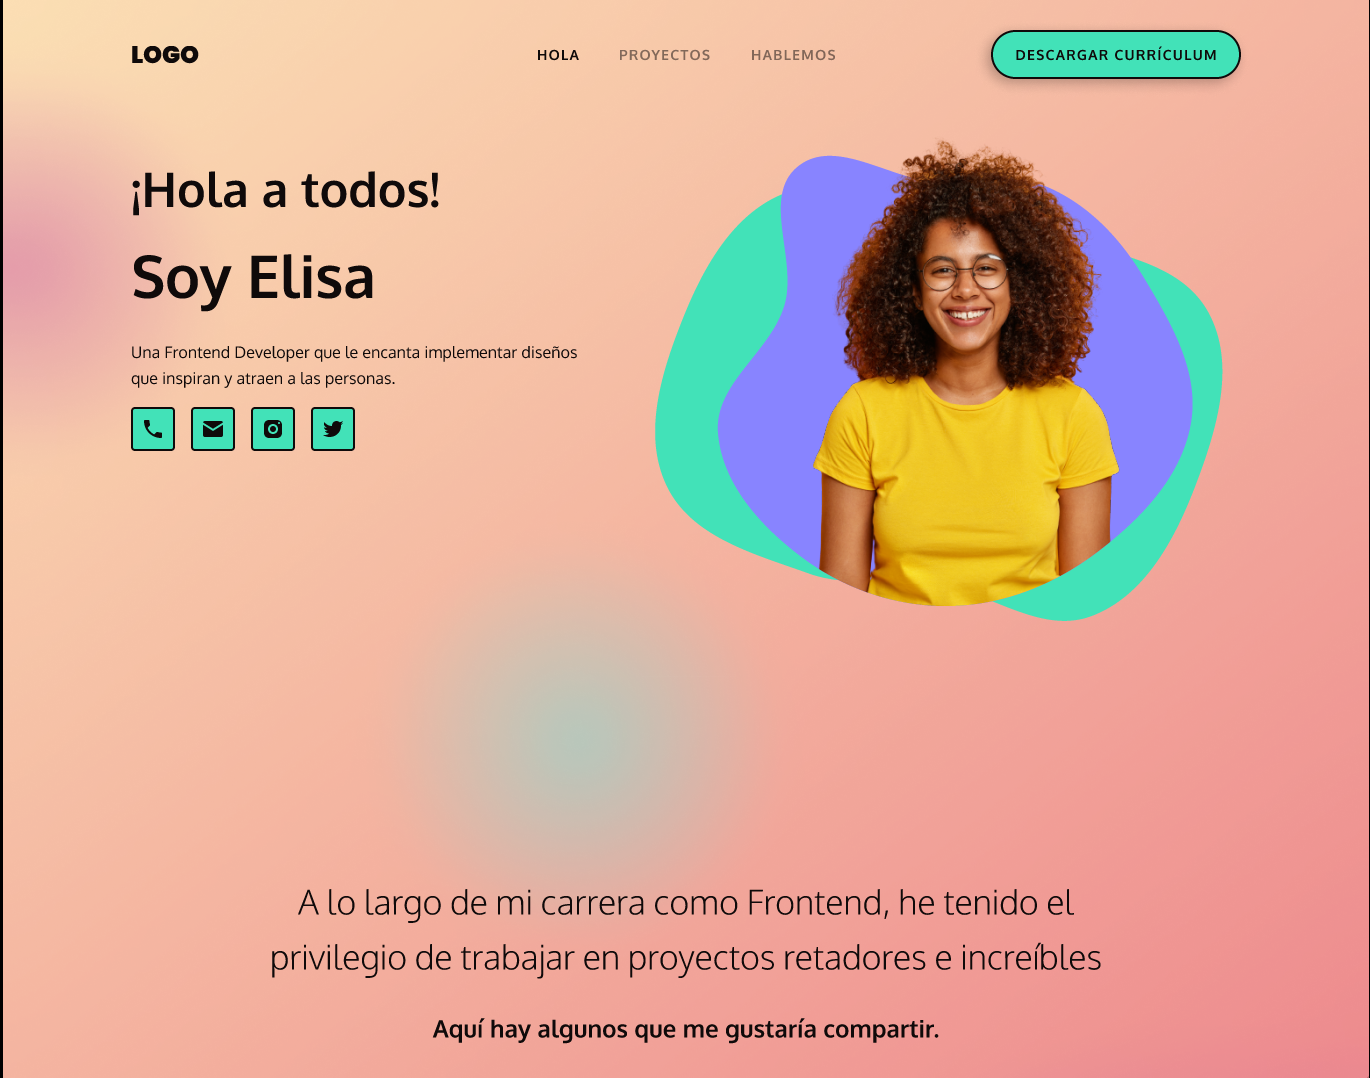 LOGO
HOLA
PROYECTOS
HABLEMOS
DESCARGAR CURRÍCULUM
¡Hola a todos!
Soy Elisa
Una Frontend Developer que le encanta implementar diseños
que inspiran y atraen a las personas.
A lo largo de mi carrera como Frontend, he tenido el
privilegio de trabajar en proyectos retadores e increíbles
Aquí hay algunos que me gustaría compartir.